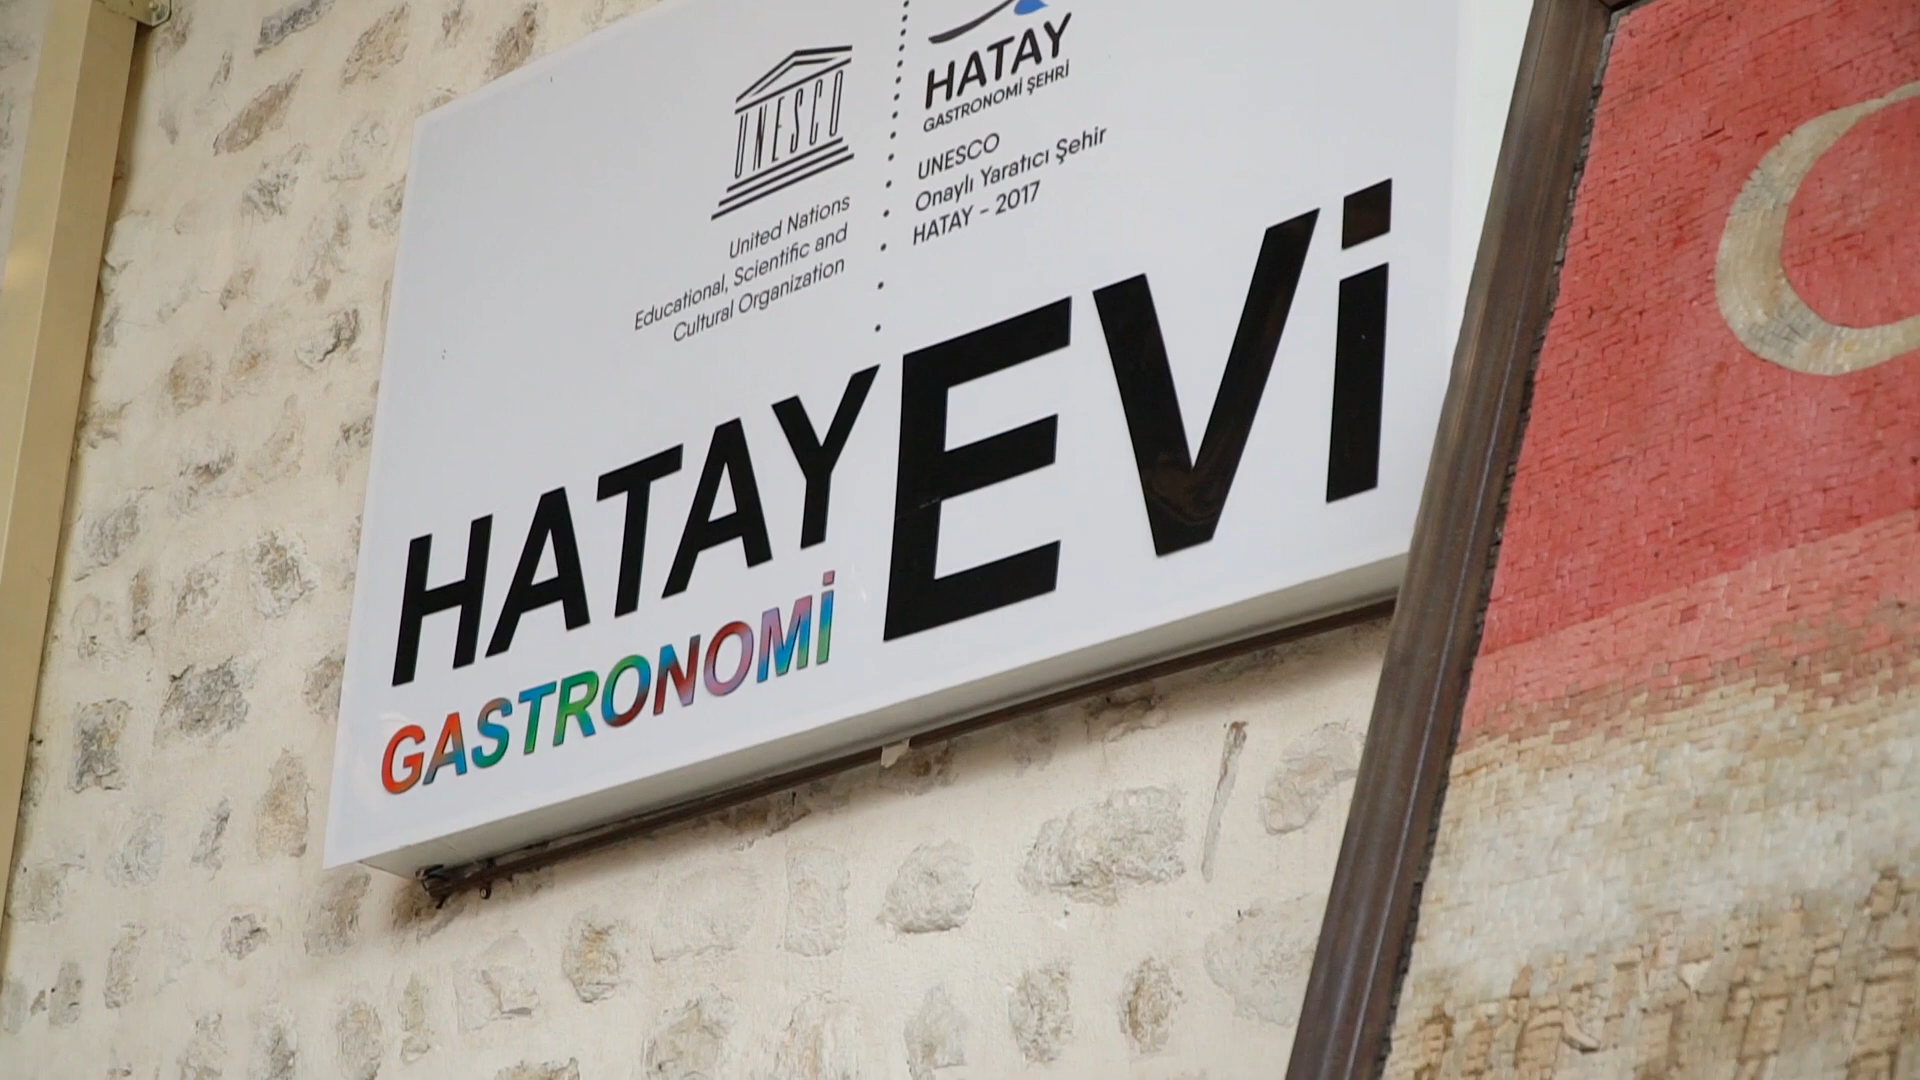 UNESCO
United Nations
Educational, Scientific and
Cultural Organization
HATAY
GASTRONOMİ ŞEHRİ
UNESCO
Onaylı Yaratıcı Şehir
HATAY - 2017
HATAY EVİ
GASTRONOMİ